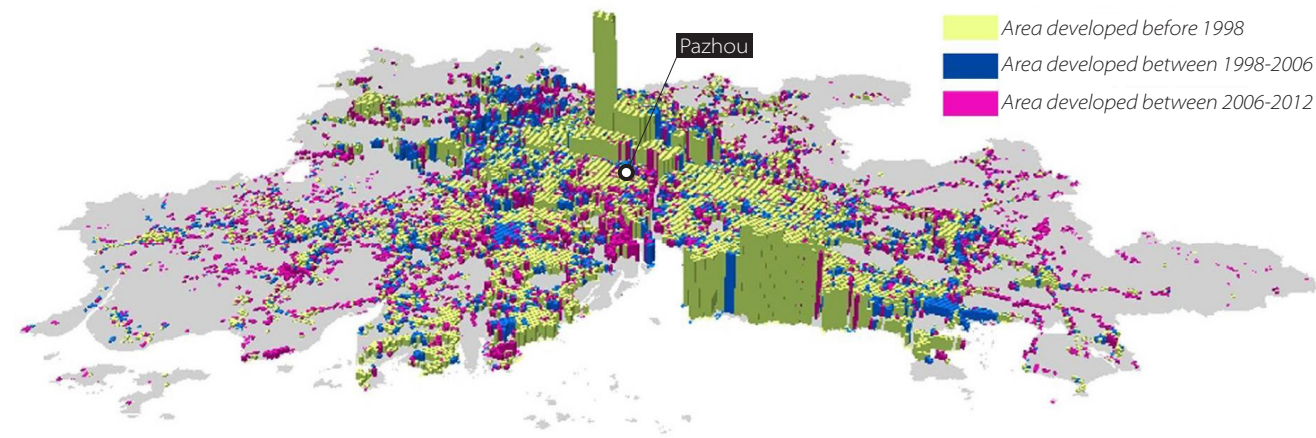 Pazhou
Area developed before 1998
Area developed between 1998-2006
Area developed between 2006-2012